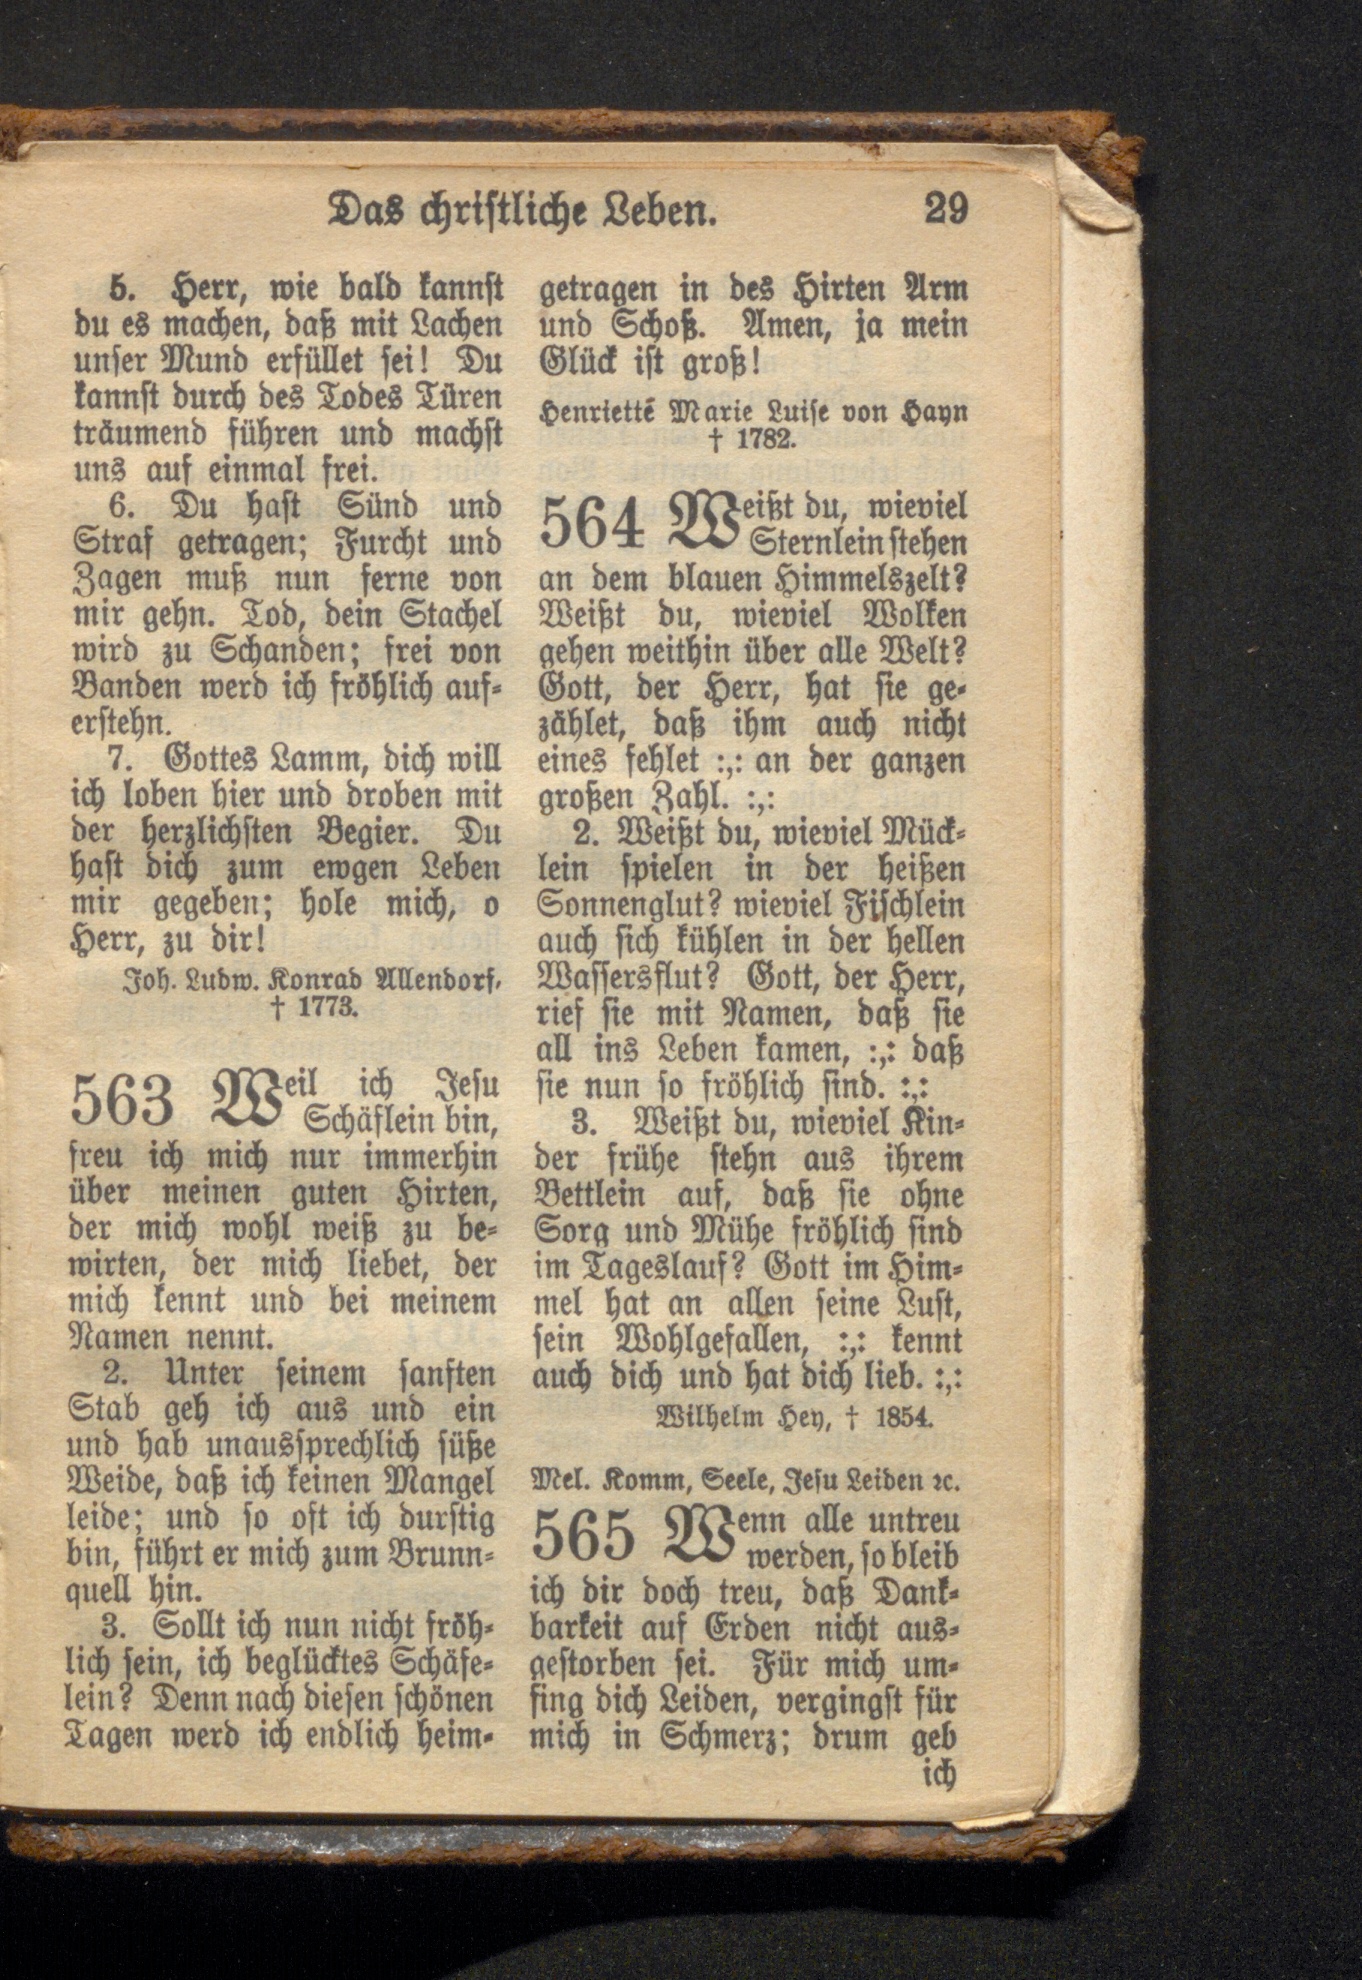 Das christliche Leben. 29
5. Herr, wie bald kannst
du es machen, daß mit Lachen
unser Mund erfüllet sei! Du
kannst durch des Todes Türen
träumend führen und machst
uns auf einmal frei.
6. Du hast Sünd und
Straf getragen; Furcht und
Zagen muß nun ferne von
mir gehn. Tod, dein Stachel
wird zu Schanden; frei von
Banden werd ich fröhlich auf-
erstehn.
7. Gottes Lamm, dich will
ich loben hier und droben mit
der herzlichsten Begier. Du
hast dich zum ewgen Leben
mir gegeben; hole mich, o
Herr, zu dir!
Joh. Ludw. Konrad Allendorf,
† 1773.
563 Weil ich Jesu
Schäflein bin,
freu ich mich nur immerhin
über meinen guten Hirten,
der mich wohl weiß zu be-
wirten, der mich liebet, der
mich kennt und bei meinem
Namen nennt.
2. Unter seinem sanften
Stab geh ich aus und ein
und hab unaussprechlich süße
Weide, daß ich keinen Mangel
leide; und so oft ich durstig
bin, führt er mich zum Brunn-
quell hin.
3. Sollt ich nun nicht fröh-
lich sein, ich beglücktes Schäfe-
lein? Denn nach diesen schönen
Tagen werd ich endlich heim-
getragen in des Hirten Arm
und Schoß. Amen, ja mein
Glück ist groß!
Henriette Marie Luise von Hayn
† 1782.
564 Weißt du, wieviel
Sternlein stehen
an dem blauen Himmelszelt?
Weißt du, wieviel Wolken
gehen weithin über alle Welt?
Gott, der Herr, hat sie ge-
zählet, daß ihm auch nicht
eines fehlet :,: an der ganzen
großen Zahl. :,:
2. Weißt du, wieviel Mück-
lein spielen in der heißen
Sonnenglut? wieviel Fischlein
auch sich kühlen in der hellen
Wassersflut? Gott, der Herr,
rief sie mit Namen, daß sie
all ins Leben kamen, :,: daß
sie nun so fröhlich sind. :,:
3. Weißt du, wieviel Kin-
der frühe stehn aus ihrem
Bettlein auf, daß sie ohne
Sorg und Mühe fröhlich sind
im Tageslauf? Gott im Him-
mel hat an allen seine Lust,
sein Wohlgefallen, :,: kennt
auch dich und hat dich lieb. :,:
Wilhelm Hey, † 1854.
Mel. Komm, Seele, Jesu Leiden ꝛc.
565 Wenn alle untreu
werden, so bleib
ich dir doch treu, daß Dank-
barkeit auf Erden nicht aus-
gestorben sei. Für mich um-
fing dich Leiden, vergingst für
mich in Schmerz; drum geb
ich